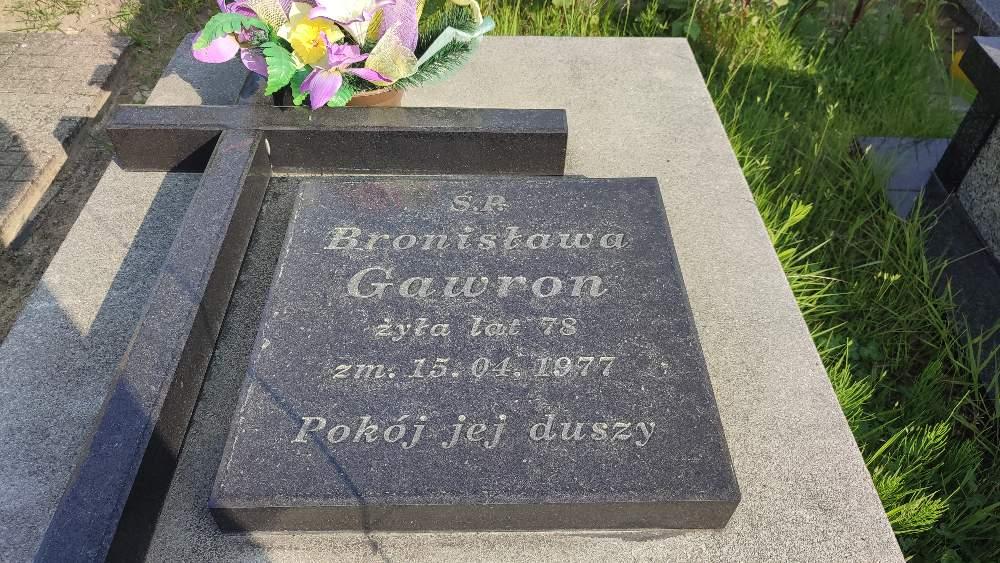 Ś.P.
Bronisława
Gawron
żyła lat 78
zm. 15.04.1977
Pokój jej duszy